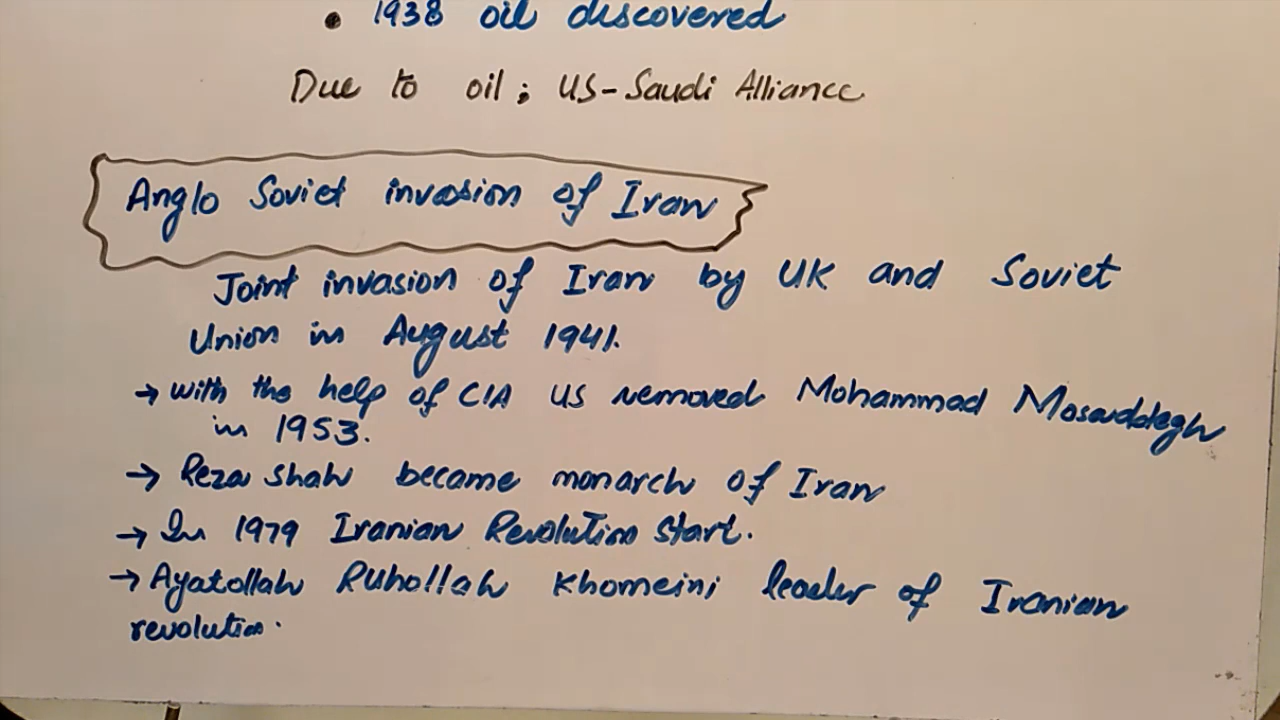 • 1938 oil discovered
Due to oil; US-Saudi Alliance
Anglo Soviet invasion of Iran
Joint invasion of Iran by UK and Soviet
Union in August 1941.
→ With the help of CIA US removed Mohammad Mosaddegh
in 1953.
→ Reza Shah became monarch of Iran
→ In 1979 Iranian Revolution Start.
→ Ayatollah Ruhollah Khomeini leader of Iranian
revolution.